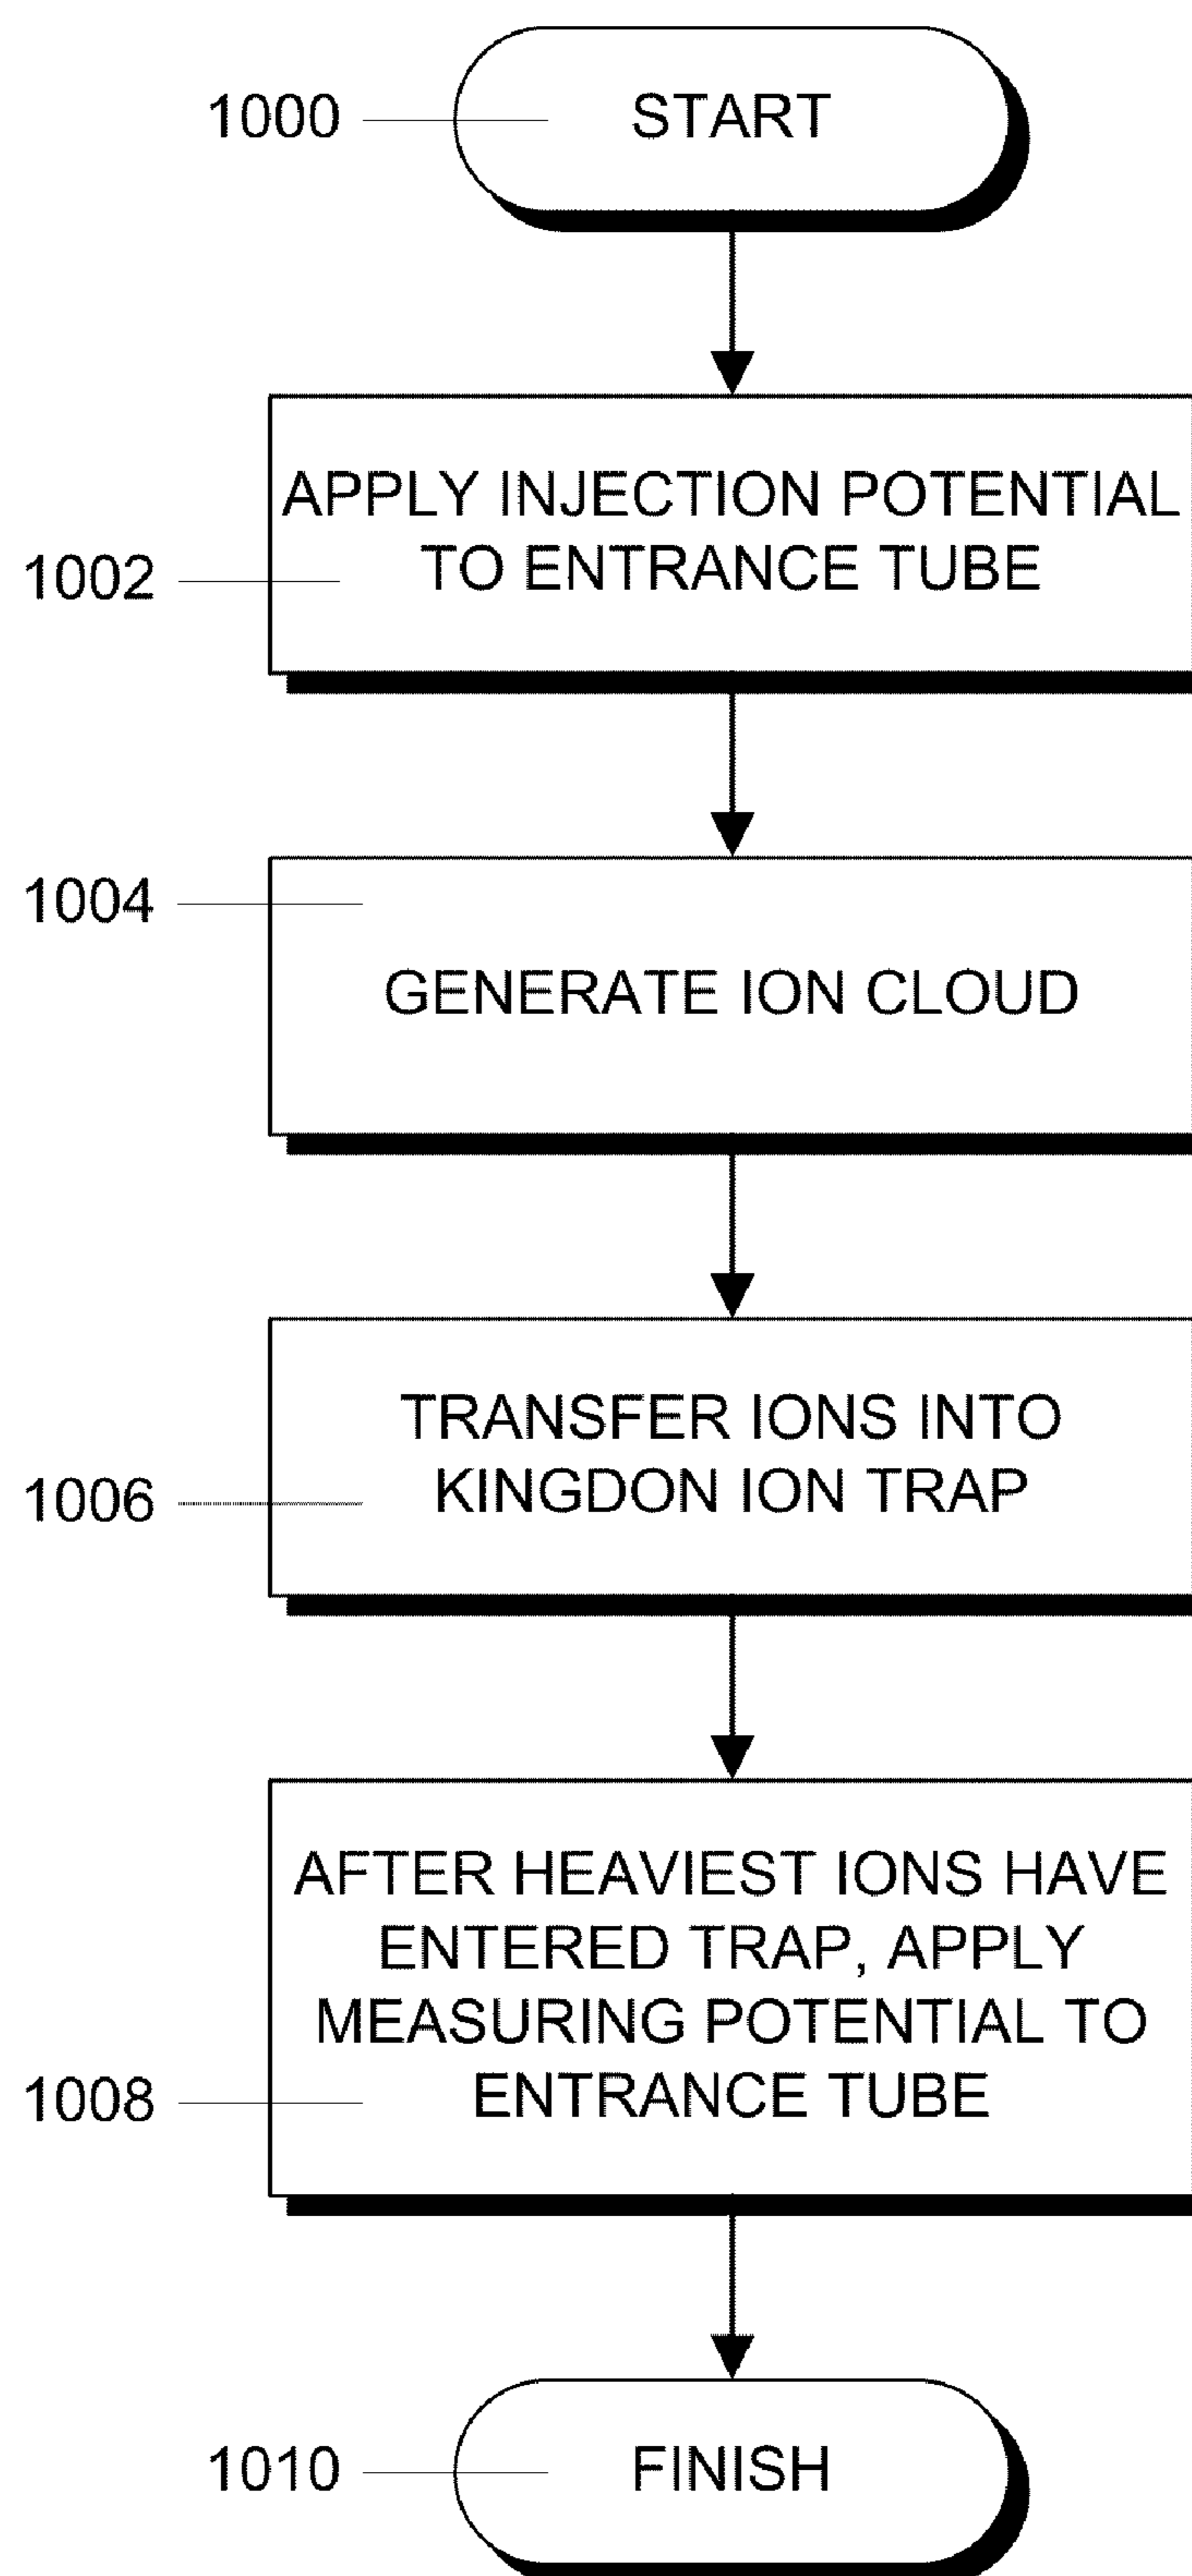 1000
START
APPLY INJECTION POTENTIAL
TO ENTRANCE TUBE
1002
1004
GENERATE ION CLOUD
TRANSFER IONS INTO
KINGDON ION TRAP
1006
AFTER HEAVIEST IONS HAVE
ENTERED TRAP, APPLY
MEASURING POTENTIAL TO
ENTRANCE TUBE
1008
1010
FINISH